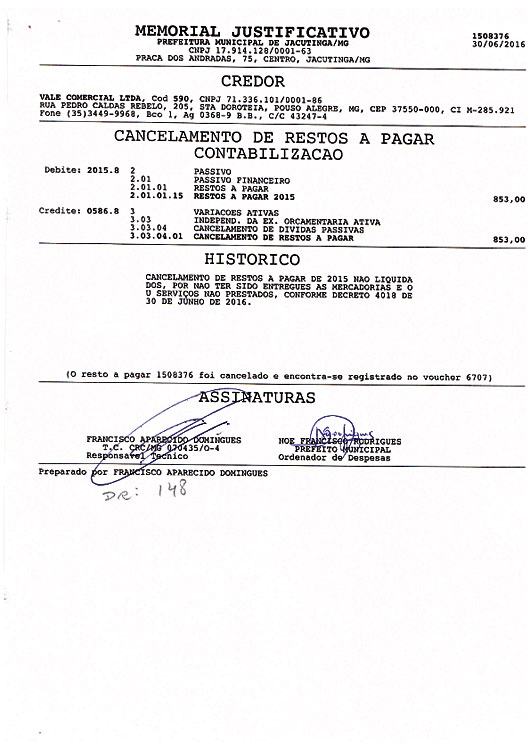 MEMORIAL JUSTIFICATIVO
PREFEITURA MUNICIPAL DE JACUTINGA/MG
CNPJ 17.914.128/0001-63
PRACA DOS ANDRADAS, 75, CENTRO, JACUTINGA/MG
1508376
30/06/2016
CREDOR
VALE COMERCIAL LTDA, Cod 590, CNPJ 71.336.101/0001-86
RUA PEDRO CALDAS REBELO, 205, STA DOROTEIA, POUSO ALEGRE, MG, CEP 37550-000, CI M-285.921
Fone (35)3449-9968, Bco 1, Ag 0368-9 B.B., C/C 43247-4
CANCELAMENTO DE RESTOS A PAGAR
CONTABILIZACAO
Debite: 2015.8 2 PASSIVO
2.01 PASSIVO FINANCEIRO
2.01.01 RESTOS A PAGAR
2.01.01.15 RESTOS A PAGAR 2015 853,00
Credite: 0586.8 3 VARIACOES ATIVAS
3.03 INDEPEND. DA EX. ORCAMENTARIA ATIVA
3.03.04 CANCELAMENTO DE DIVIDAS PASSIVAS
3.03.04.01 CANCELAMENTO DE RESTOS A PAGAR 853,00
HISTORICO
CANCELAMENTO DE RESTOS A PAGAR DE 2015 NAO LIQUIDA
DOS, POR NAO TER SIDO ENTREGUES AS MERCADORIAS E O
U SERVICOS NAO PRESTADOS, CONFORME DECRETO 4018 DE
30 DE JUNHO DE 2016.
(O resto a pagar 1508376 foi cancelado e encontra-se registrado no voucher 6707)
ASSINATURAS
FRANCISCO APARECIDO DOMINGUES
T.C. CRC/MG 070435/O-4
Responsavel Tecnico
NOE FRANCISCO RODRIGUES
PREFEITO MUNICIPAL
Ordenador de Despesas
Preparado por FRANCISCO APARECIDO DOMINGUES
DR: 148